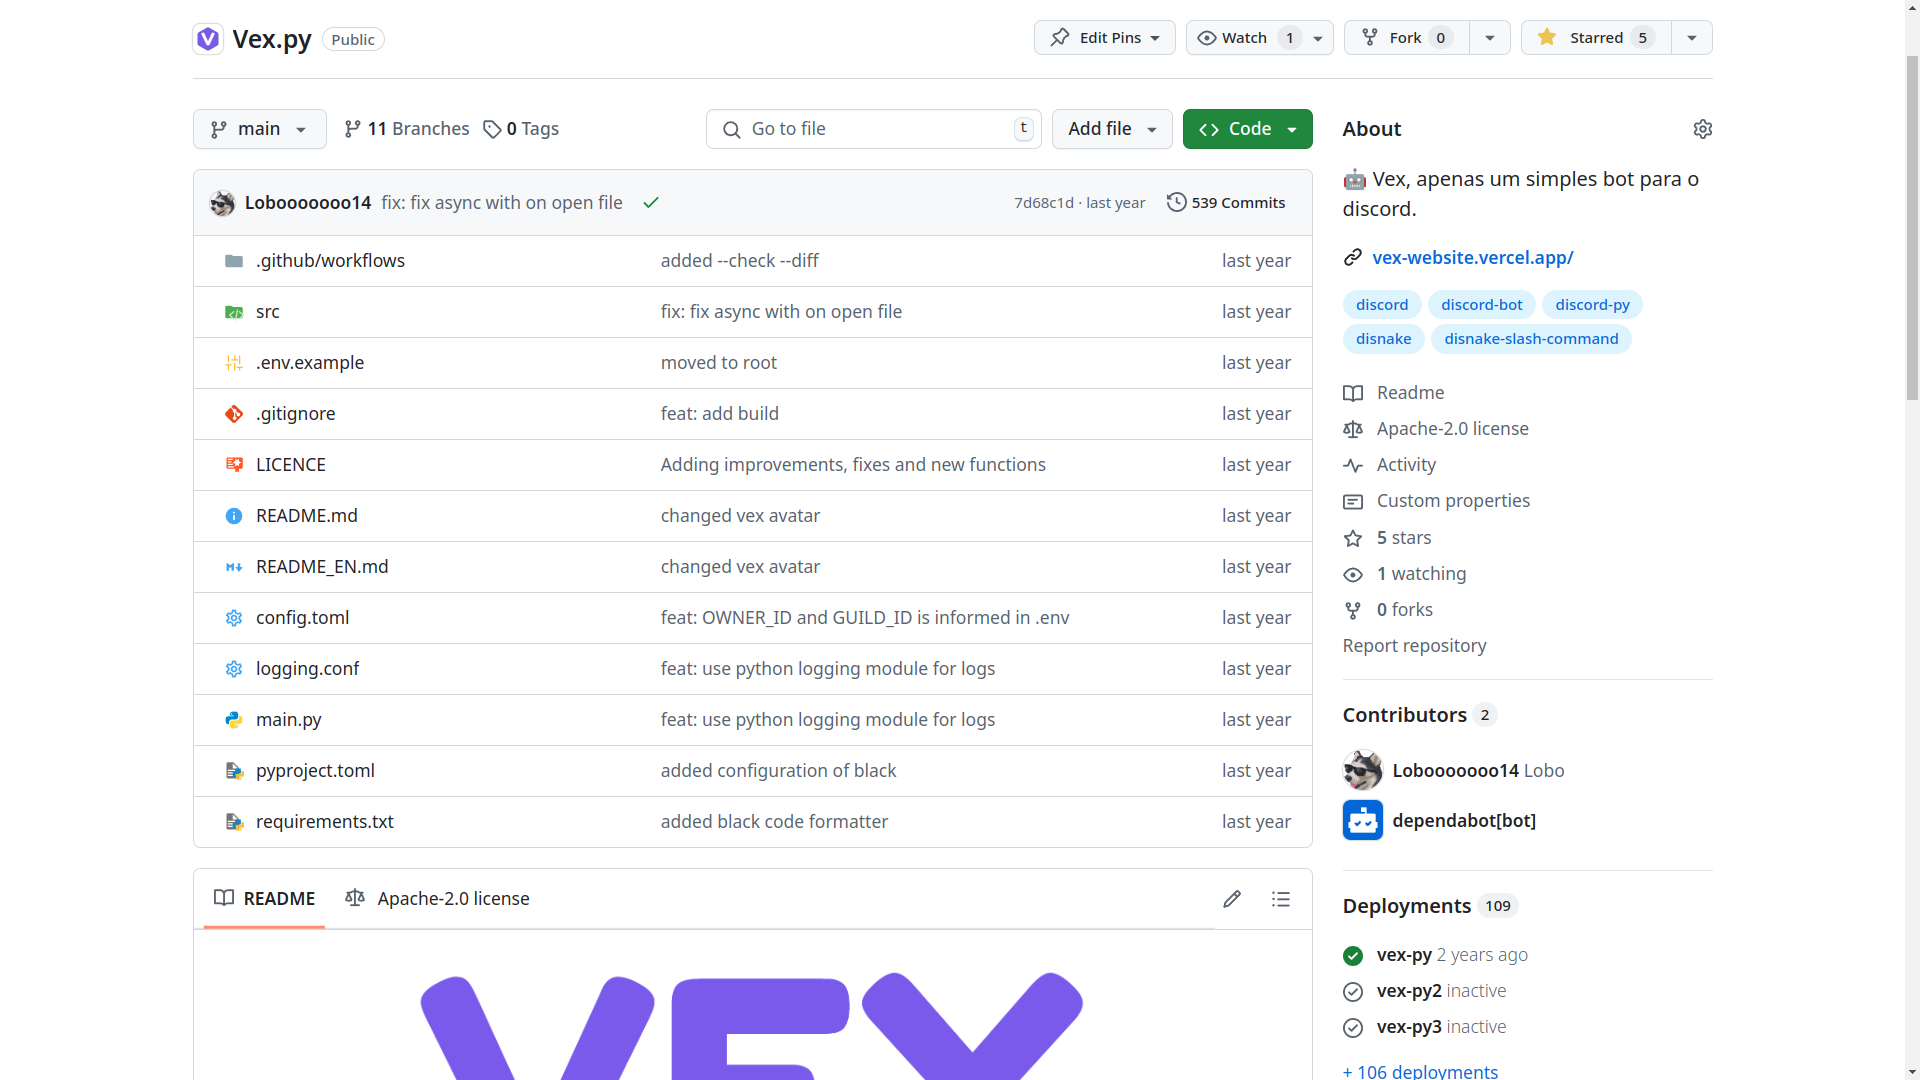 Vex.py Public Edit Pins Watch 1 Fork 0 Starred 5
main 11 Branches 0 Tags Go to file t Add file Code
Lobooooooo14 fix: fix async with on open file 7d68c1d · last year 539 Commits
.github/workflows added --check --diff last year
src fix: fix async with on open file last year
.env.example moved to root last year
.gitignore feat: add build last year
LICENCE Adding improvements, fixes and new functions last year
README.md changed vex avatar last year
README_EN.md changed vex avatar last year
config.toml feat: OWNER_ID and GUILD_ID is informed in .env last year
logging.conf feat: use python logging module for logs last year
main.py feat: use python logging module for logs last year
pyproject.toml added configuration of black last year
requirements.txt added black code formatter last year
README Apache-2.0 license
VEX
About
Vex, apenas um simples bot para o
discord.
vex-website.vercel.app/
discord discord-bot discord-py
disnake disnake-slash-command
Readme
Apache-2.0 license
Activity
Custom properties
5 stars
1 watching
0 forks
Report repository
Contributors 2
Lobooooooo14 Lobo
dependabot[bot]
Deployments 109
vex-py 2 years ago
vex-py2 inactive
vex-py3 inactive
+ 106 deployments